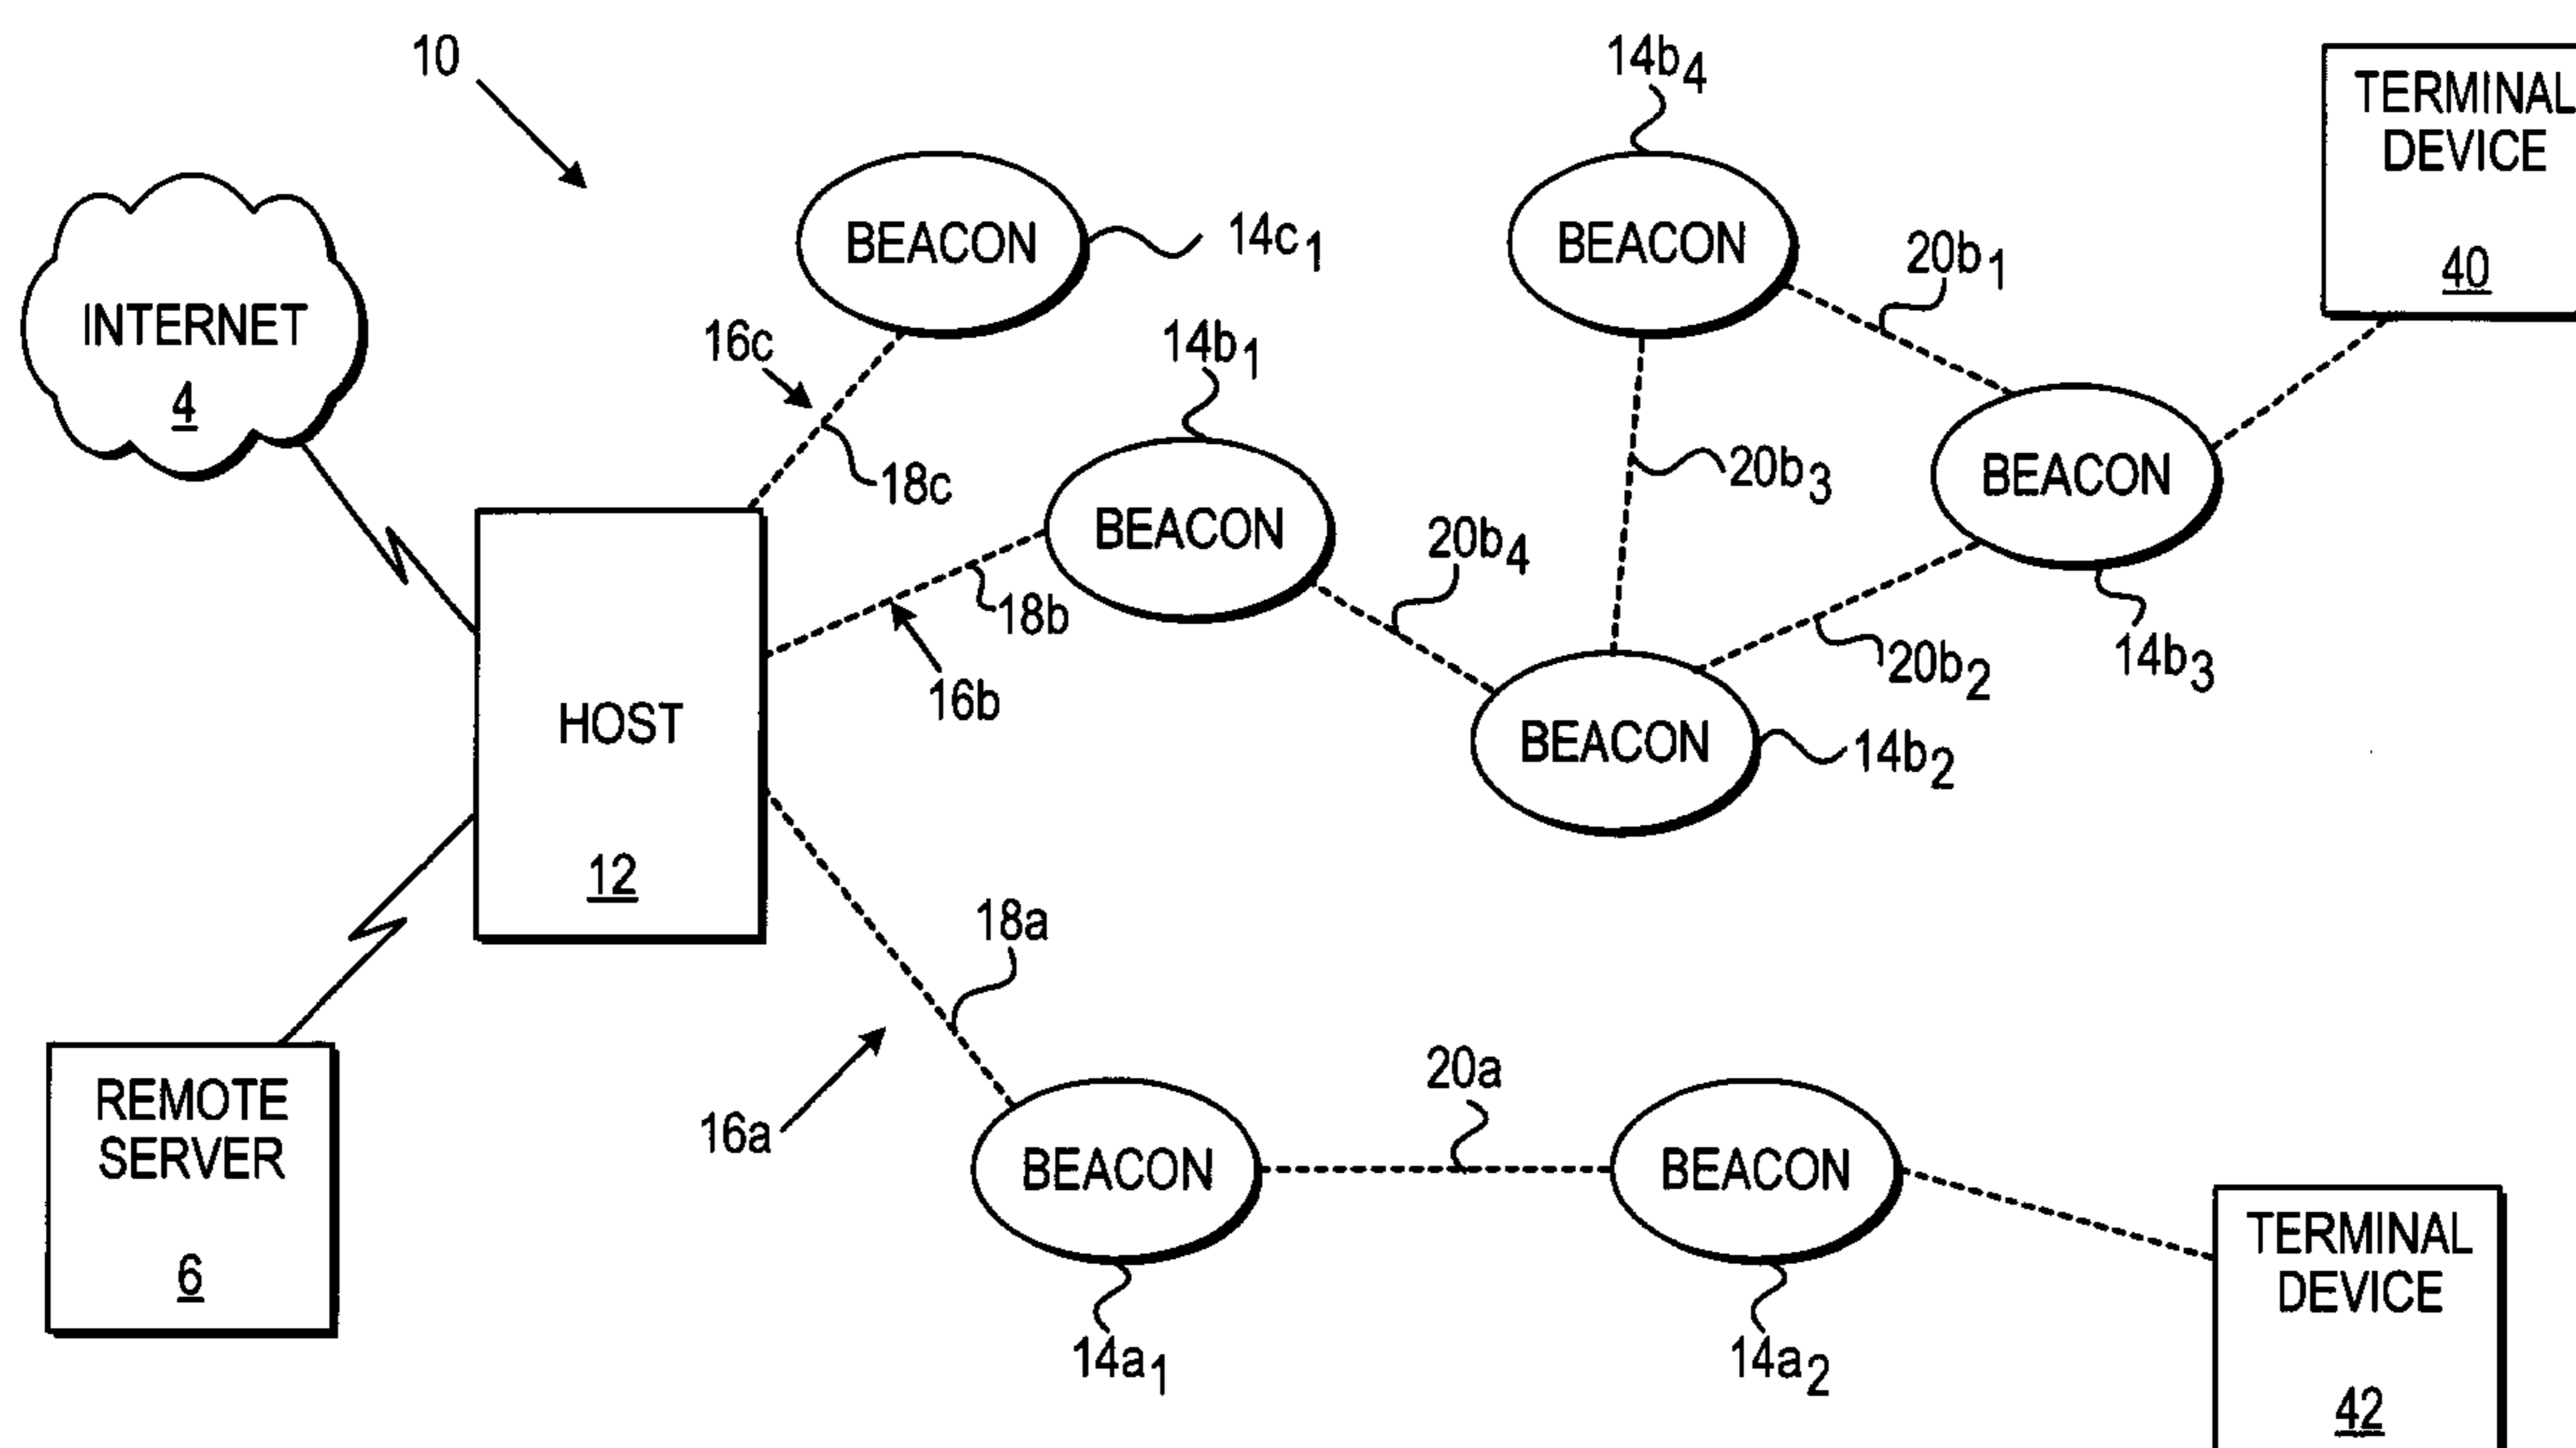 10
14b4
TERMINAL
DEVICE
40
BEACON
14c1
BEACON
20b1
INTERNET
4
16c
18c
14b1
BEACON
20b3
BEACON
14b3
BEACON
18b
16b
20b4
20b2
BEACON
14b2
HOST
12
18a
16a
REMOTE
SERVER
6
BEACON
14a1
20a
BEACON
14a2
TERMINAL
DEVICE
42